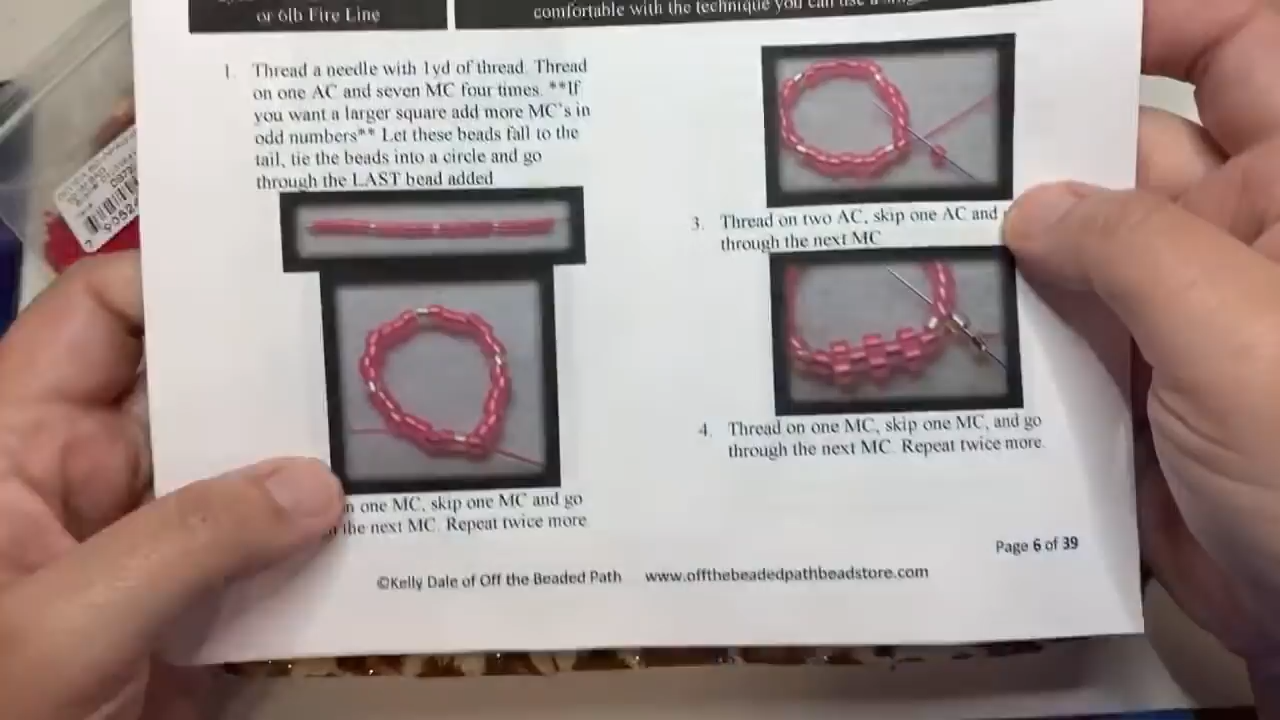 or 6lb Fire Line
comfortable with the technique you can use a
1. Thread a needle with 1yd of thread. Thread
on one AC and seven MC four times. **If
you want a larger square add more MC's in
odd numbers** Let these beads fall to the
tail, tie the beads into a circle and go
through the LAST bead added
one MC, skip one MC and go
the next MC. Repeat twice more
3. Thread on two AC, skip one AC and
through the next MC
4. Thread on one MC, skip one MC, and go
through the next MC. Repeat twice more.
Page 6 of 39
©Kelly Dale of Off the Beaded Path www.offthebeadedpathbeadstore.com